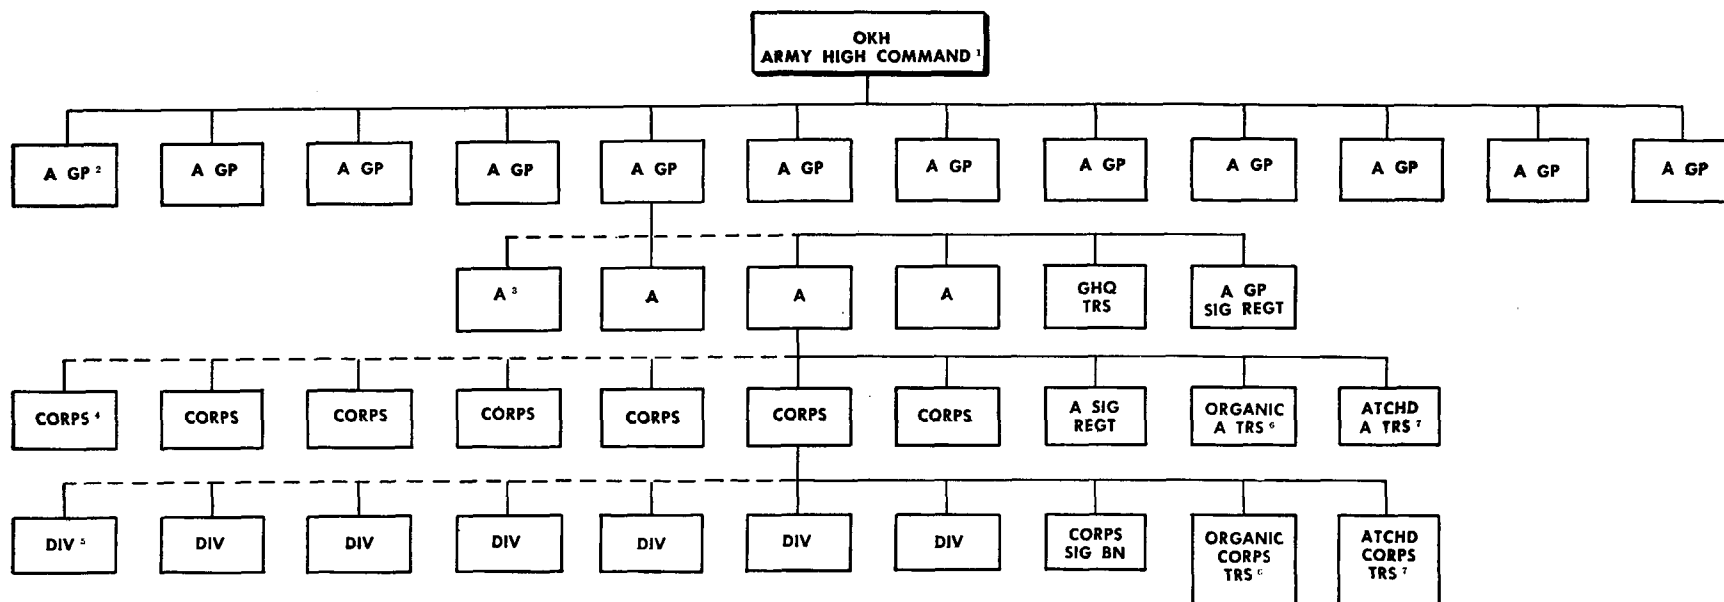 OKH
ARMY HIGH COMMAND ¹
A GP ²
A GP
A GP
A GP
A GP
A GP
A GP
A GP
A GP
A GP
A GP
A GP
A ³
A
A
A
GHQ
TRS
A GP
SIG REGT
CORPS ⁴
CORPS
CORPS
CORPS
CORPS
CORPS
CORPS
A SIG
REGT
ORGANIC
A TRS ⁶
ATCHD
A TRS ⁷
DIV ⁵
DIV
DIV
DIV
DIV
DIV
DIV
CORPS
SIG BN
ORGANIC
CORPS
TRS ⁶
ATCHD
CORPS
TRS ⁷